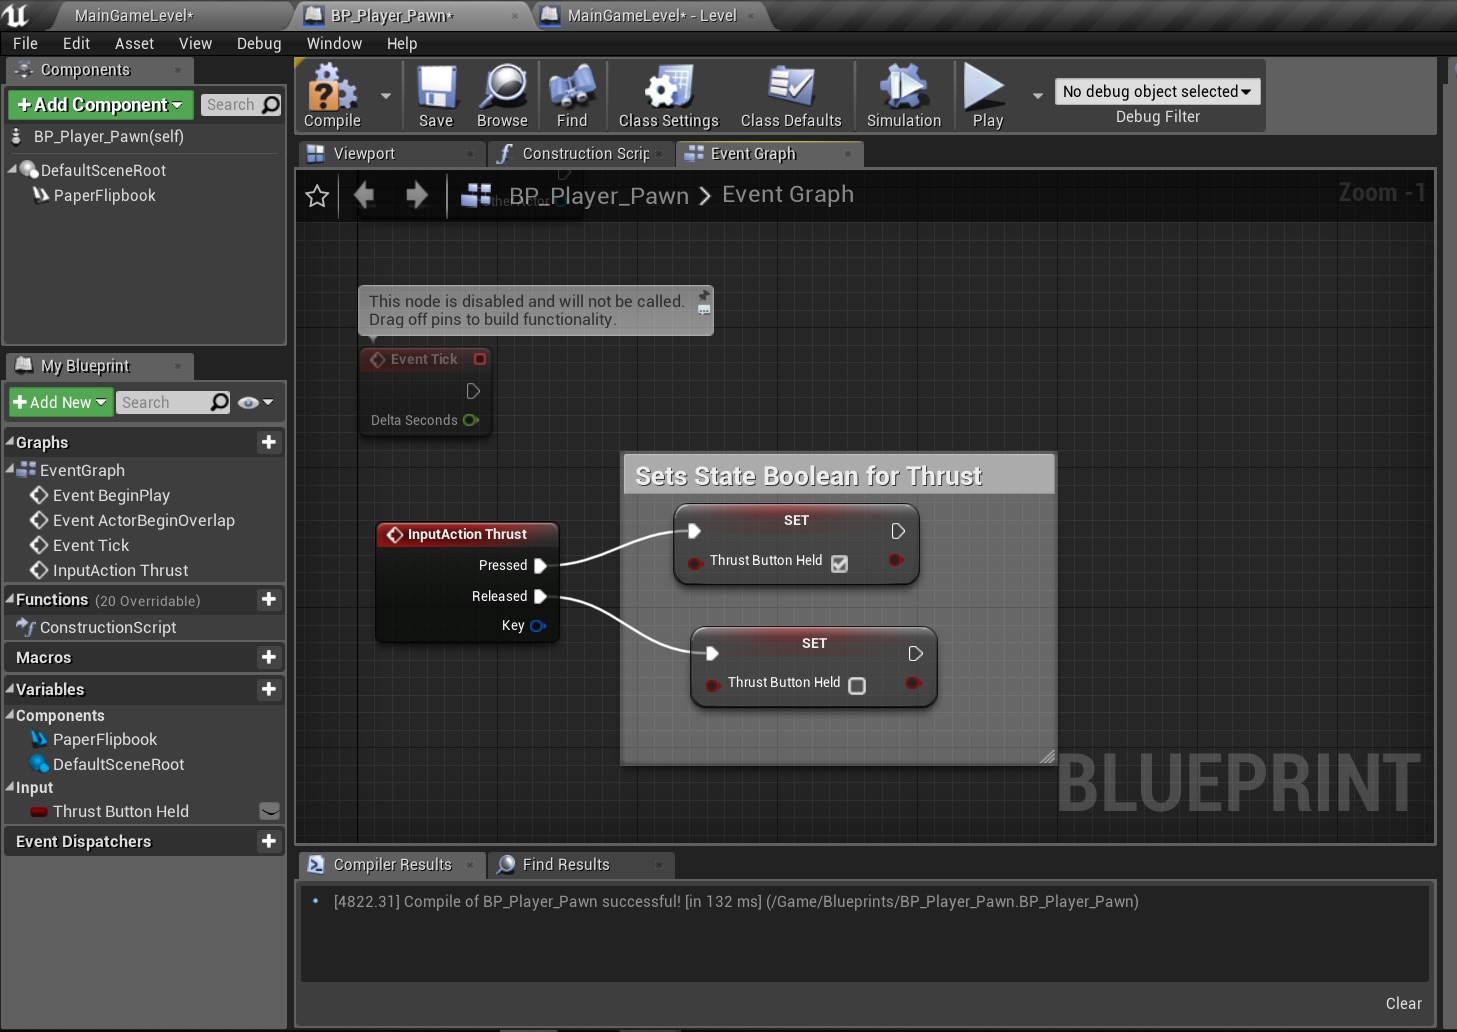 MainGameLevel*
BP_Player_Pawn*
MainGameLevel* - Level
File Edit Asset View Debug Window Help
Components
+Add Component
Search
BP_Player_Pawn(self)
DefaultSceneRoot
PaperFlipbook
Compile
Save
Browse
Find
Class Settings
Class Defaults
Simulation
Play
No debug object selected
Debug Filter
Viewport
Construction Scrip
Event Graph
BP_Player_Pawn > Event Graph
Zoom -1
My Blueprint
+Add New
Search
Graphs
EventGraph
Event BeginPlay
Event ActorBeginOverlap
Event Tick
InputAction Thrust
Functions (20 Overridable)
ConstructionScript
Macros
Variables
Components
PaperFlipbook
DefaultSceneRoot
Input
Thrust Button Held
Event Dispatchers
This node is disabled and will not be called.
Drag off pins to build functionality.
Event Tick
Delta Seconds
Sets State Boolean for Thrust
InputAction Thrust
Pressed
Released
Key
SET
Thrust Button Held
SET
Thrust Button Held
BLUEPRINT
Compiler Results
Find Results
[4822.31] Compile of BP_Player_Pawn successful! [in 132 ms] (/Game/Blueprints/BP_Player_Pawn.BP_Player_Pawn)
Clear